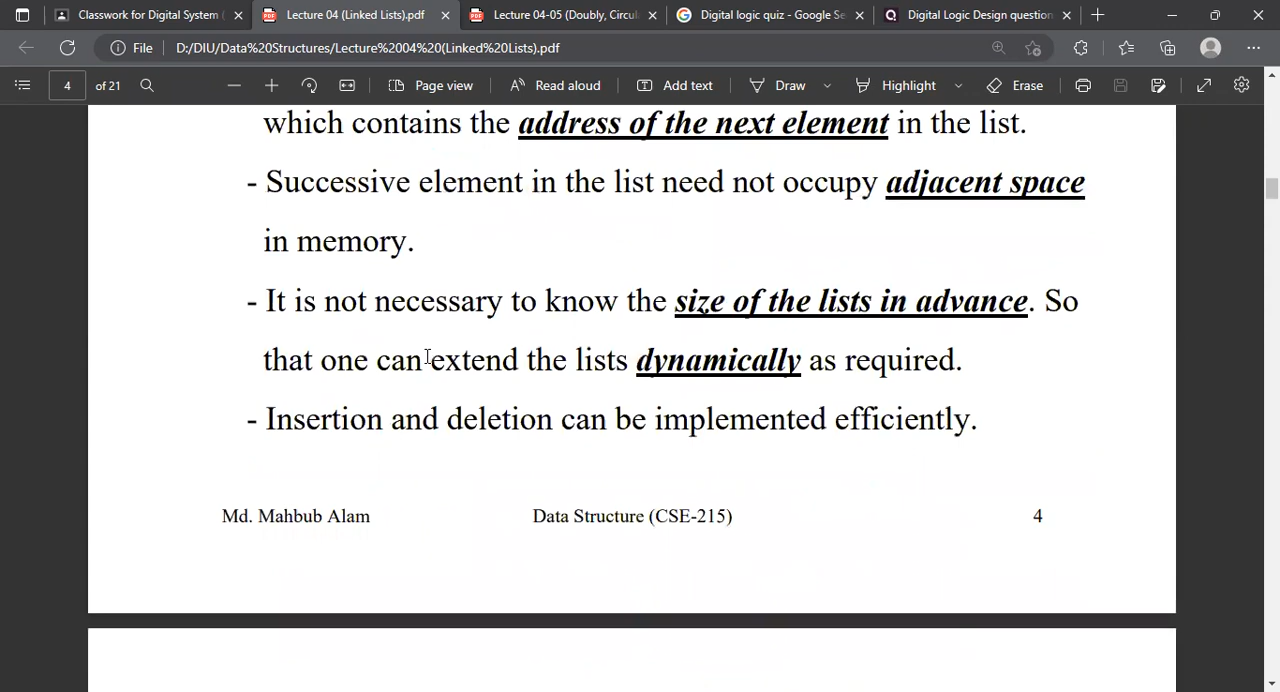 Classwork for Digital System (
Lecture 04 (Linked Lists).pdf
Lecture 04-05 (Doubly, Circul
Digital logic quiz - Google Se
Digital Logic Design question
File
D:/DIU/Data%20Structures/Lecture%2004%20(Linked%20Lists).pdf
4 of 21
Page view
Read aloud
Add text
Draw
Highlight
Erase
which contains the address of the next element in the list.
- Successive element in the list need not occupy adjacent space
in memory.
- It is not necessary to know the size of the lists in advance. So
that one can extend the lists dynamically as required.
- Insertion and deletion can be implemented efficiently.
Md. Mahbub Alam
Data Structure (CSE-215)
4